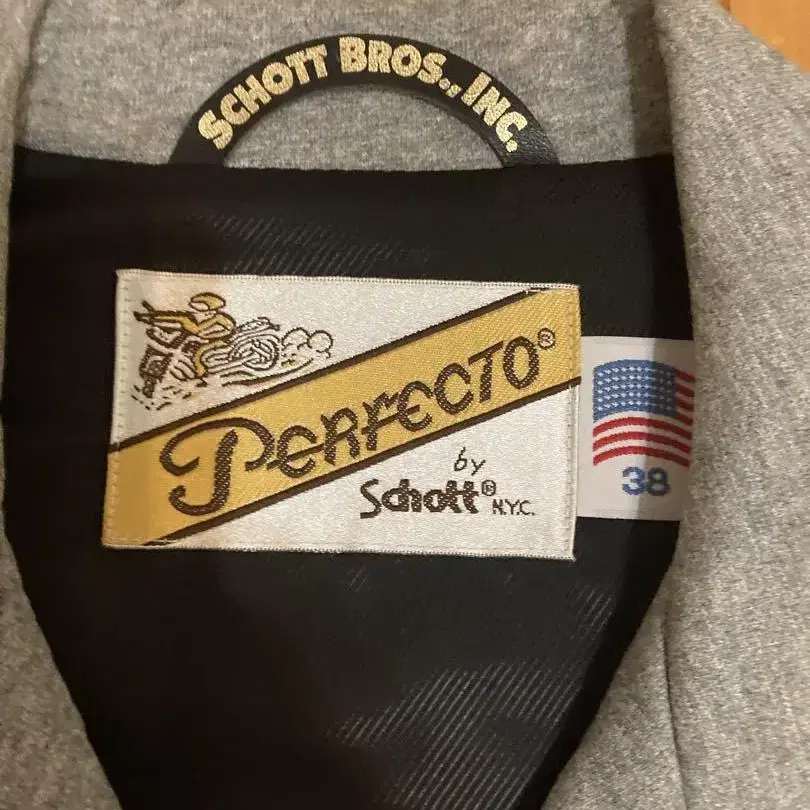 SCHOTT BROS., INC.
PERFECTO®
by
Schott® N.Y.C.
38